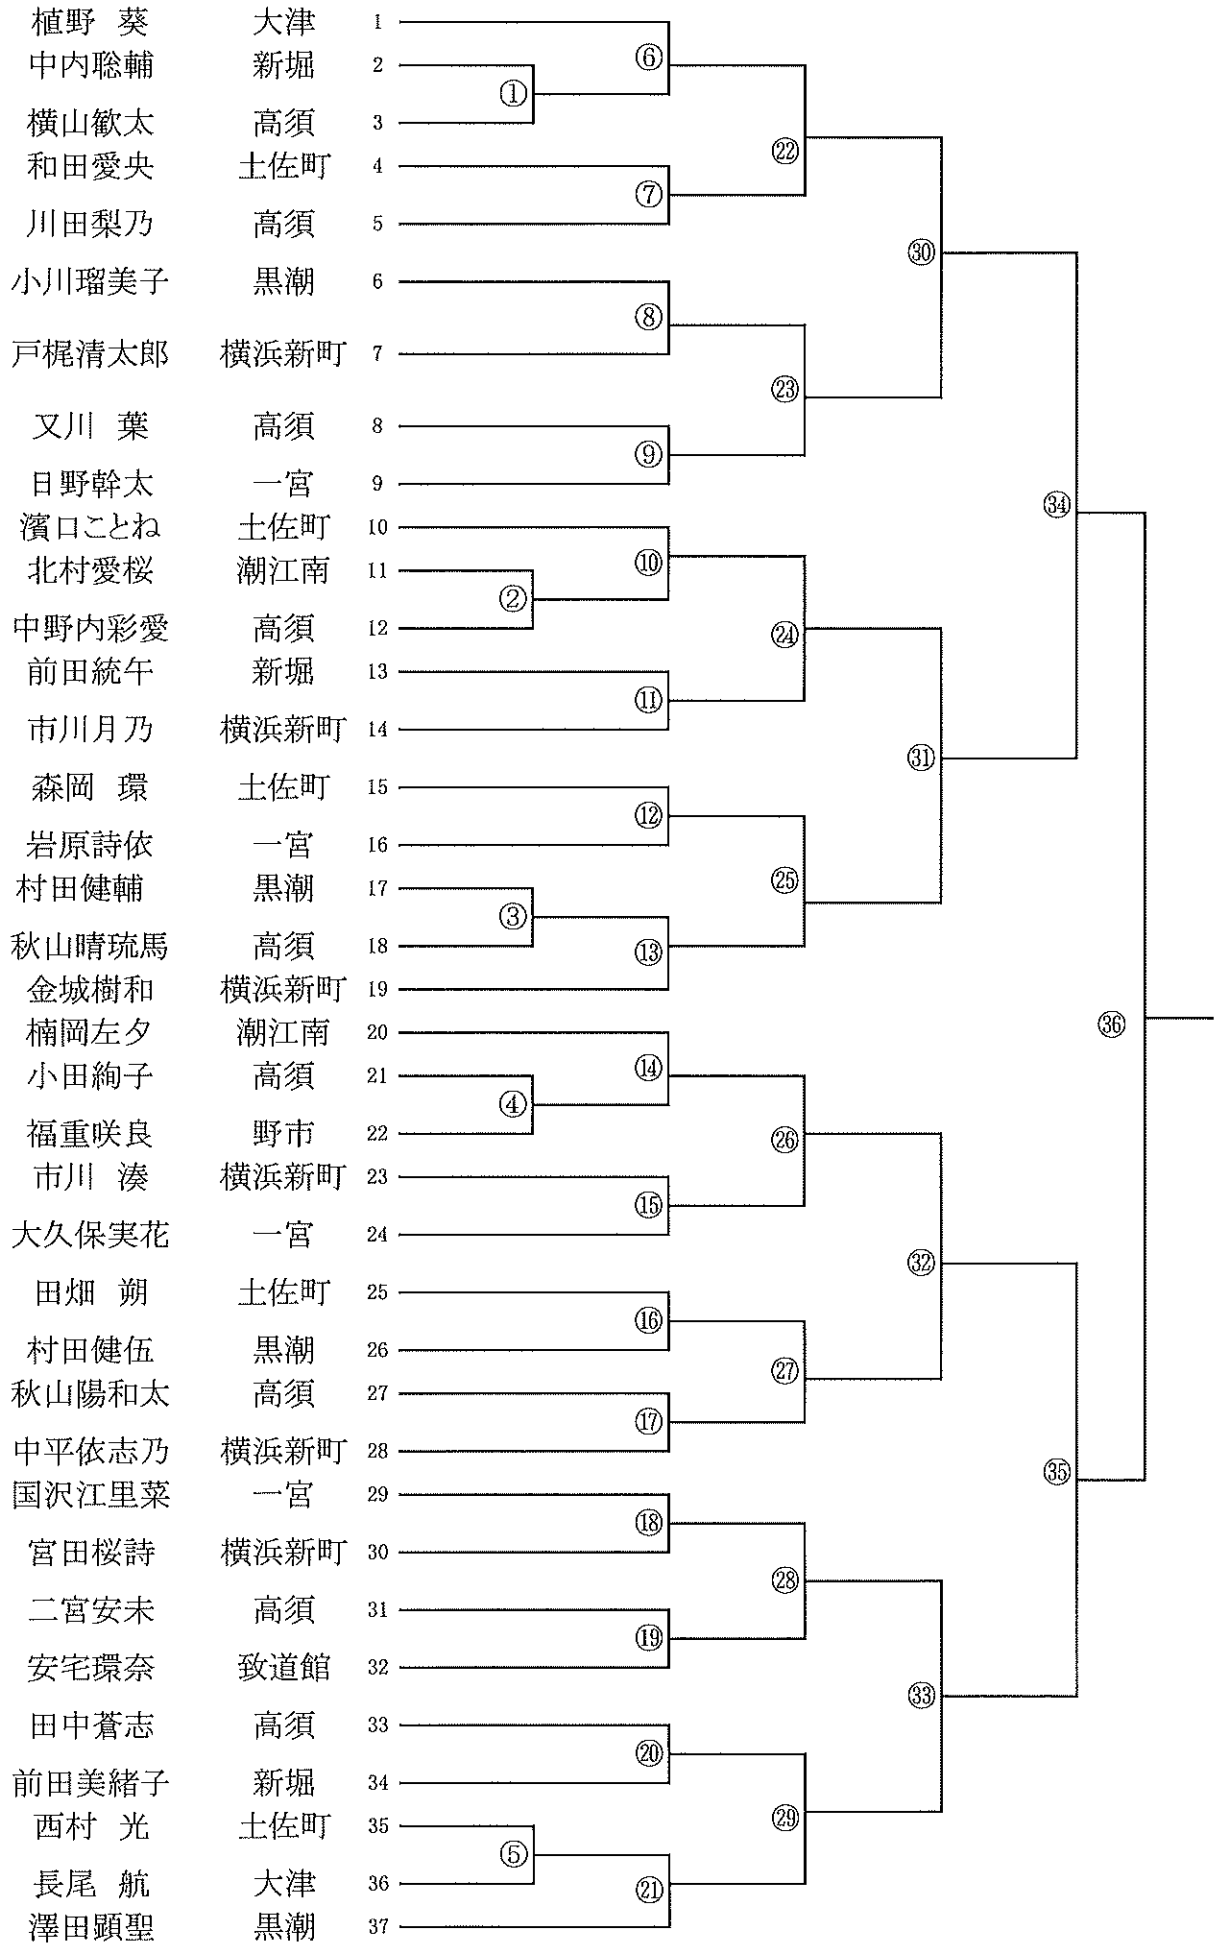 植野 葵 大津 1
⑥
中内聡輔 新堀 2
①
横山歓太 高須 3
㉒
和田愛央 土佐町 4
⑦
川田梨乃 高須 5
㉚
小川瑠美子 黒潮 6
⑧
戸梶清太郎 横浜新町 7
㉓
又川 葉 高須 8
⑨
日野幹太 一宮 9
㉞
濱口ことね 土佐町 10
⑩
北村愛桜 潮江南 11
②
中野内彩愛 高須 12
㉔
前田統午 新堀 13
⑪
市川月乃 横浜新町 14
㉛
森岡 環 土佐町 15
⑫
岩原詩依 一宮 16
㉕
村田健輔 黒潮 17
③
秋山晴琉馬 高須 18
⑬
金城樹和 横浜新町 19
㊱
楠岡左夕 潮江南 20
⑭
小田絢子 高須 21
④
福重咲良 野市 22
㉖
市川 湊 横浜新町 23
⑮
大久保実花 一宮 24
㉜
田畑 朔 土佐町 25
⑯
村田健伍 黒潮 26
㉗
秋山陽和太 高須 27
⑰
中平依志乃 横浜新町 28
㉟
国沢江里菜 一宮 29
⑱
宮田桜詩 横浜新町 30
㉘
二宮安未 高須 31
⑲
安宅環奈 致道館 32
㉝
田中蒼志 高須 33
⑳
前田美緒子 新堀 34
㉙
西村 光 土佐町 35
⑤
長尾 航 大津 36
㉑
澤田顕聖 黒潮 37